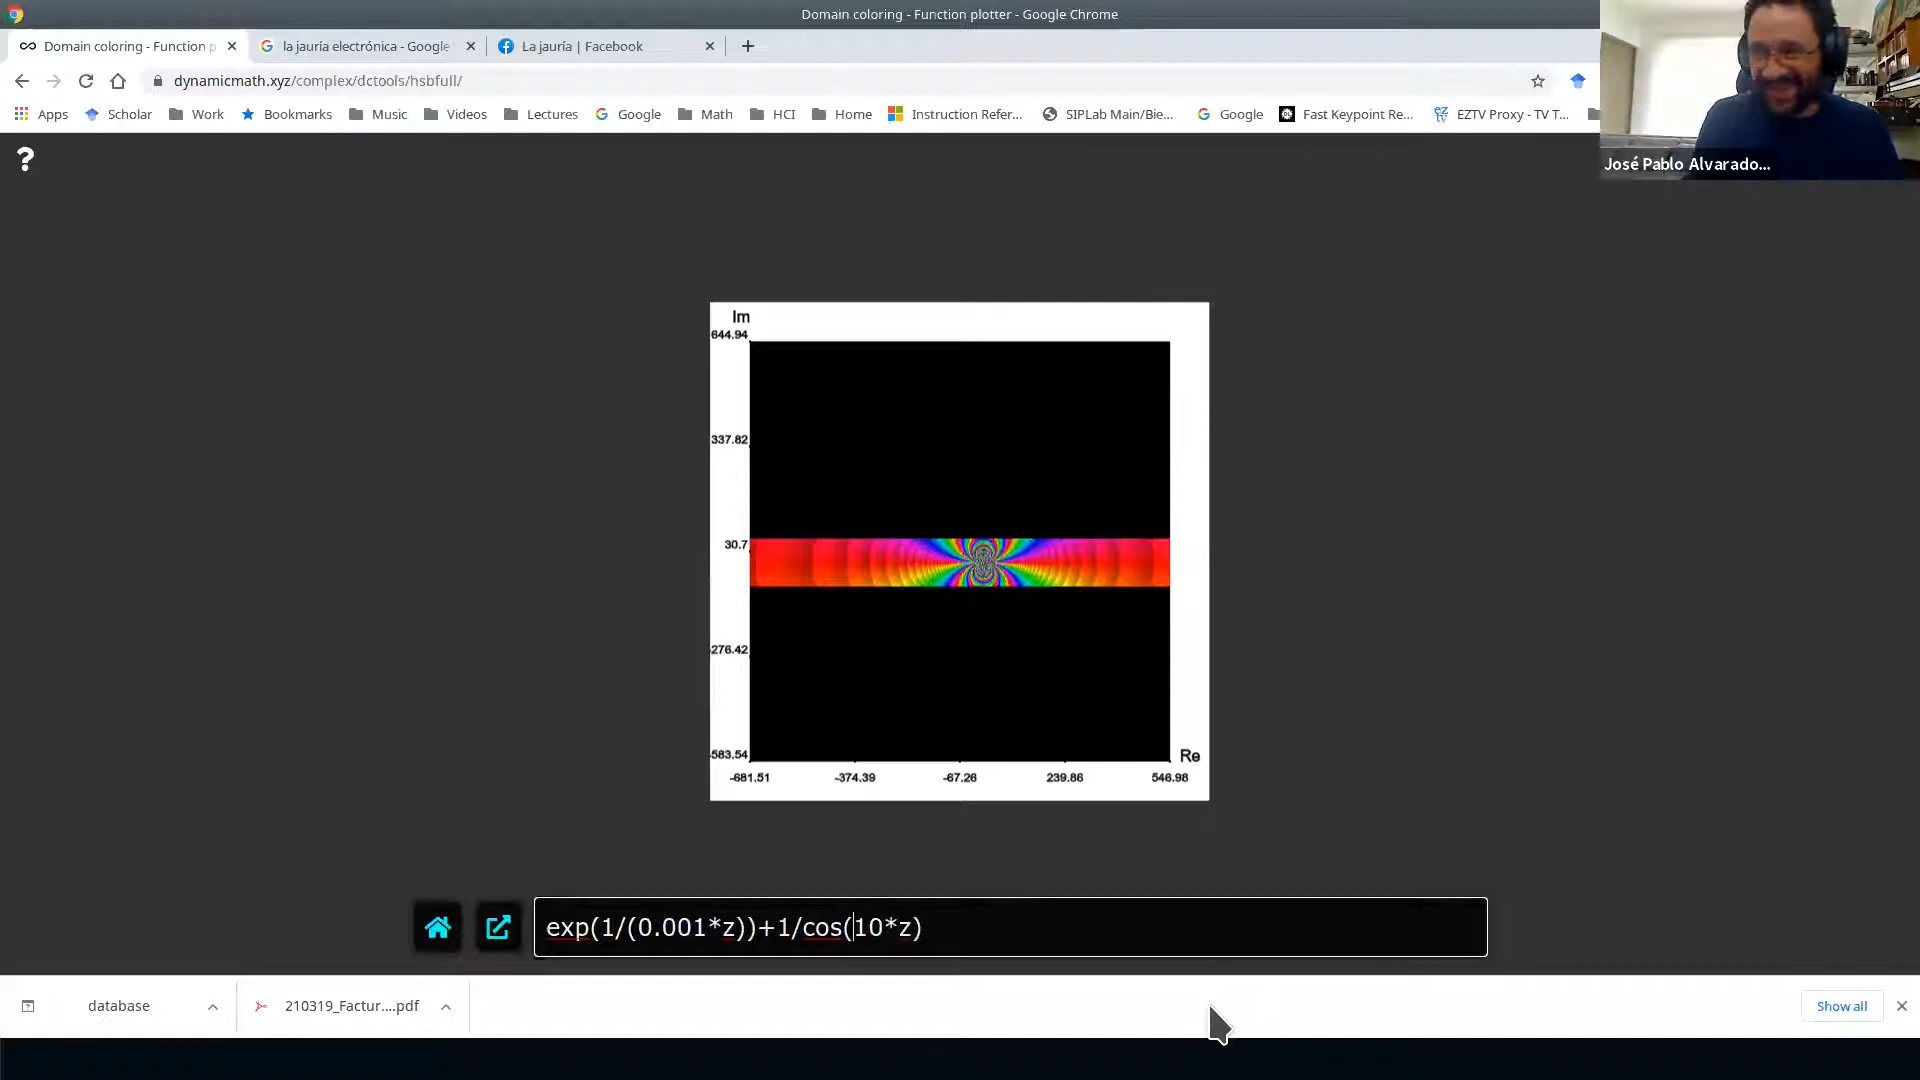 Domain coloring - Function plotter - Google Chrome
Domain coloring - Function p
la jauría electrónica - Google
La jauría | Facebook
dynamicmath.xyz/complex/dctools/hsbfull/
Apps
Scholar
Work
Bookmarks
Music
Videos
Lectures
Google
Math
HCI
Home
Instruction Refer...
SIPLab Main/Bie...
Google
Fast Keypoint Re...
EZTV Proxy - TV T...
José Pablo Alvarado...
?
Im
644.94
337.82
30.7
276.42
583.54
Re
-681.51
-374.39
-67.26
239.86
546.98
exp(1/(0.001*z))+1/cos(10*z)
database
210319_Factur....pdf
Show all